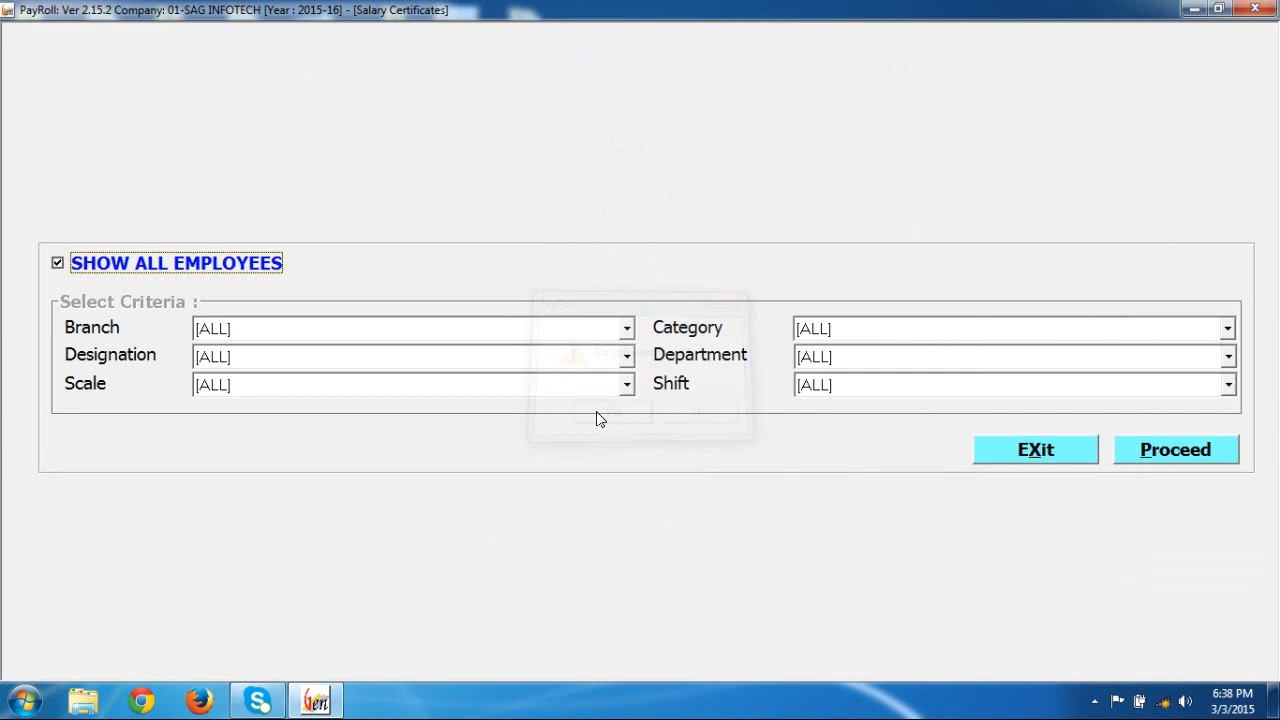 PayRoll: Ver 2.15.2 Company: 01-SAG INFOTECH [Year : 2015-16] - [Salary Certificates]
SHOW ALL EMPLOYEES
Select Criteria :
Branch [ALL] Category [ALL]
Designation [ALL] Department [ALL]
Scale [ALL] Shift [ALL]
EXit Proceed
Gen
6:38 PM
3/3/2015